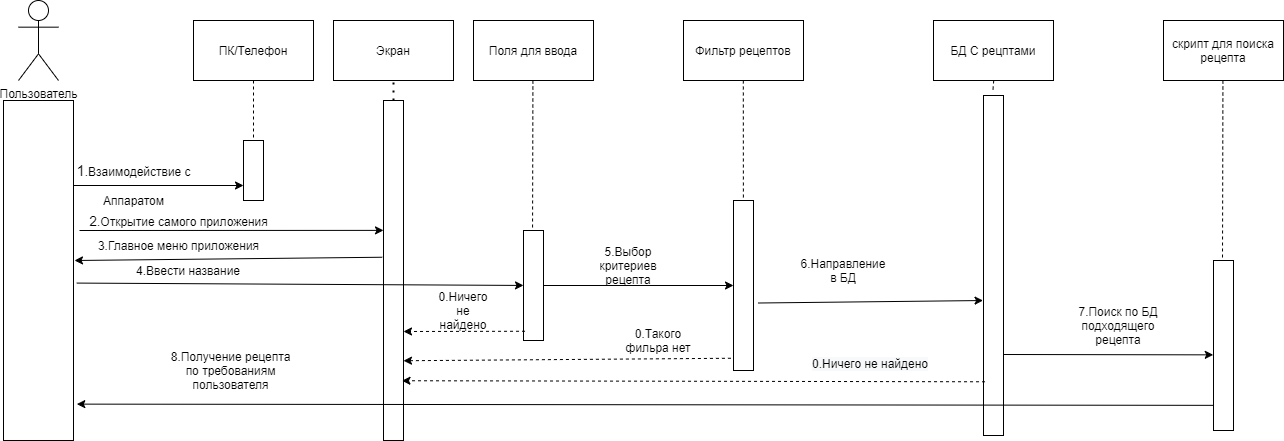 Пользователь
ПК/Телефон
Экран
Поля для ввода
Фильтр рецептов
БД С рецптами
скрипт для поиска
рецепта
1.Взаимодействие с
Аппаратом
2.Открытие самого приложения
3.Главное меню приложения
4.Ввести название
5.Выбор
критериев
рецепта
6.Направление
в БД
0.Ничего
не
найдено
7.Поиск по БД
подходящего
рецепта
0.Такого
фильра нет
0.Ничего не найдено
8.Получение рецепта
по требованиям
пользователя